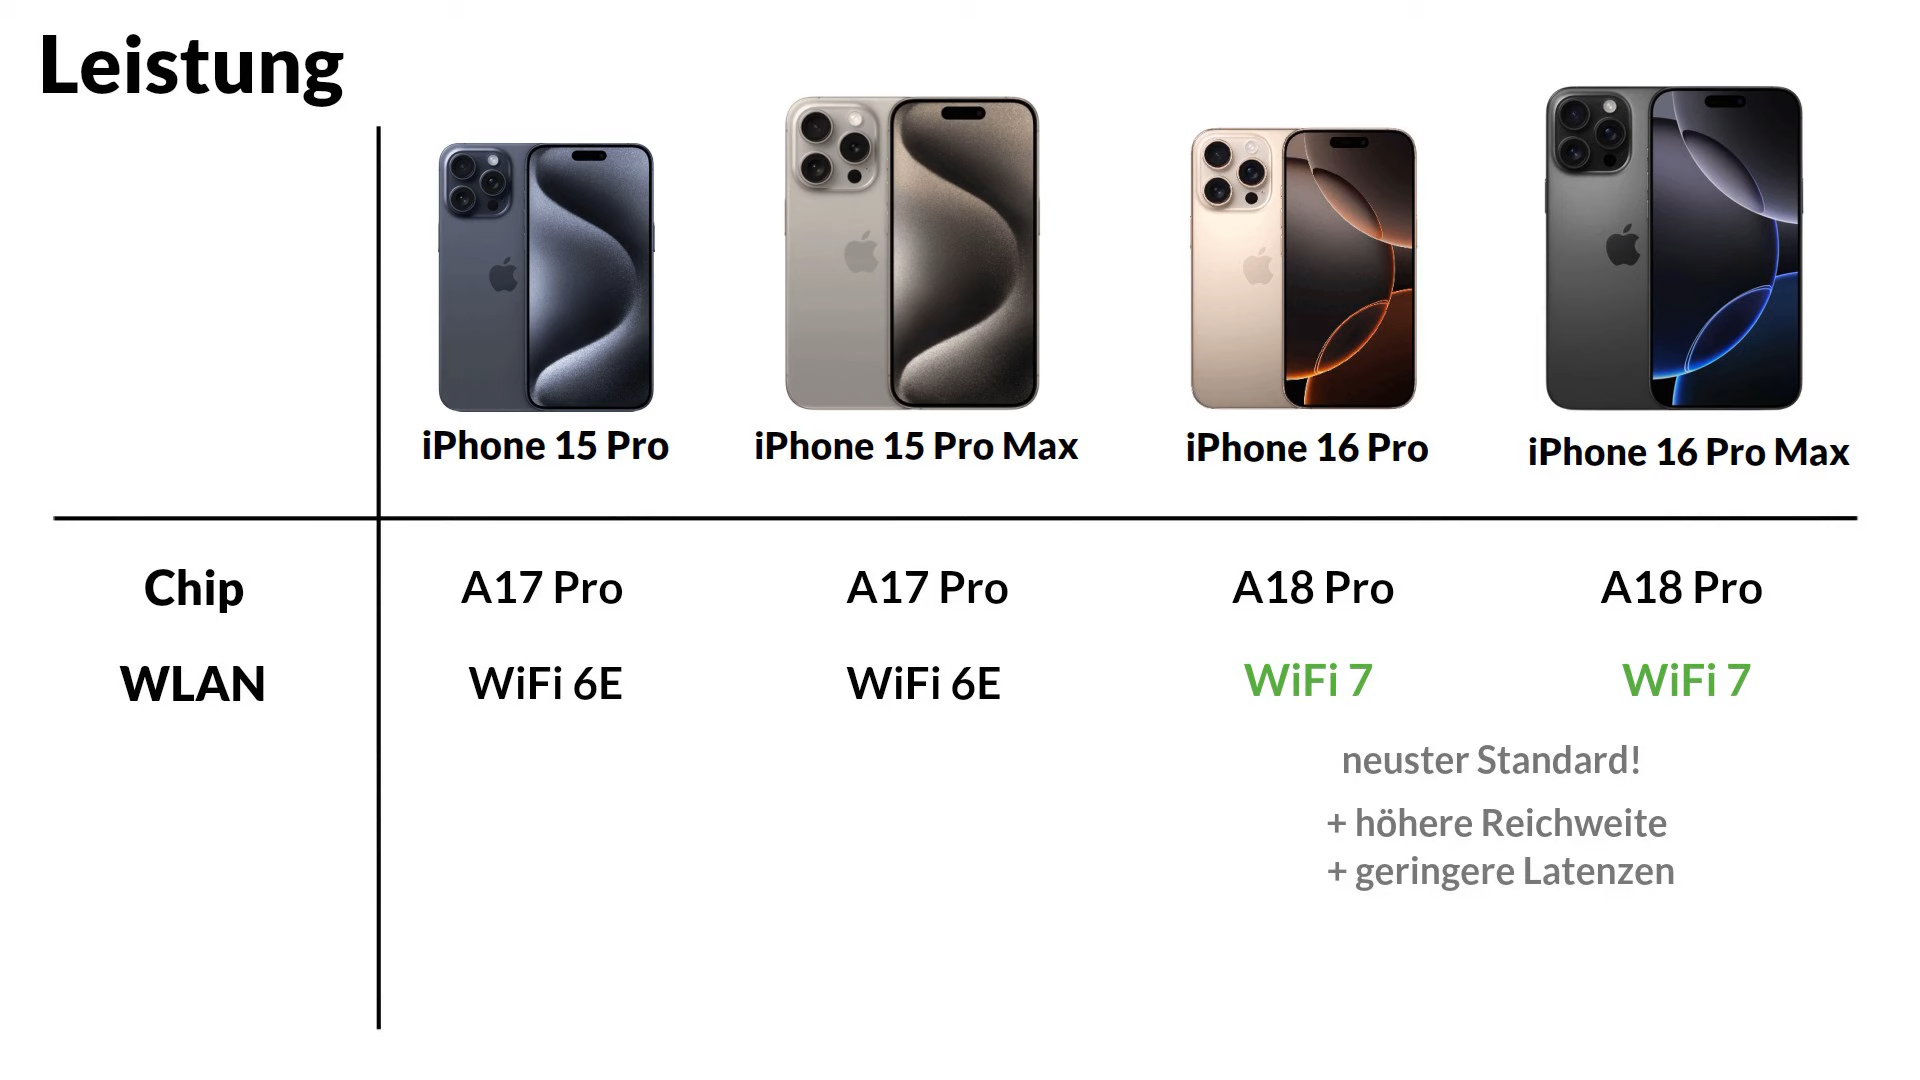 Leistung
iPhone 15 Pro
iPhone 15 Pro Max
iPhone 16 Pro
iPhone 16 Pro Max
Chip A17 Pro A17 Pro A18 Pro A18 Pro
WLAN WiFi 6E WiFi 6E WiFi 7 WiFi 7
neuster Standard!
+ höhere Reichweite
+ geringere Latenzen